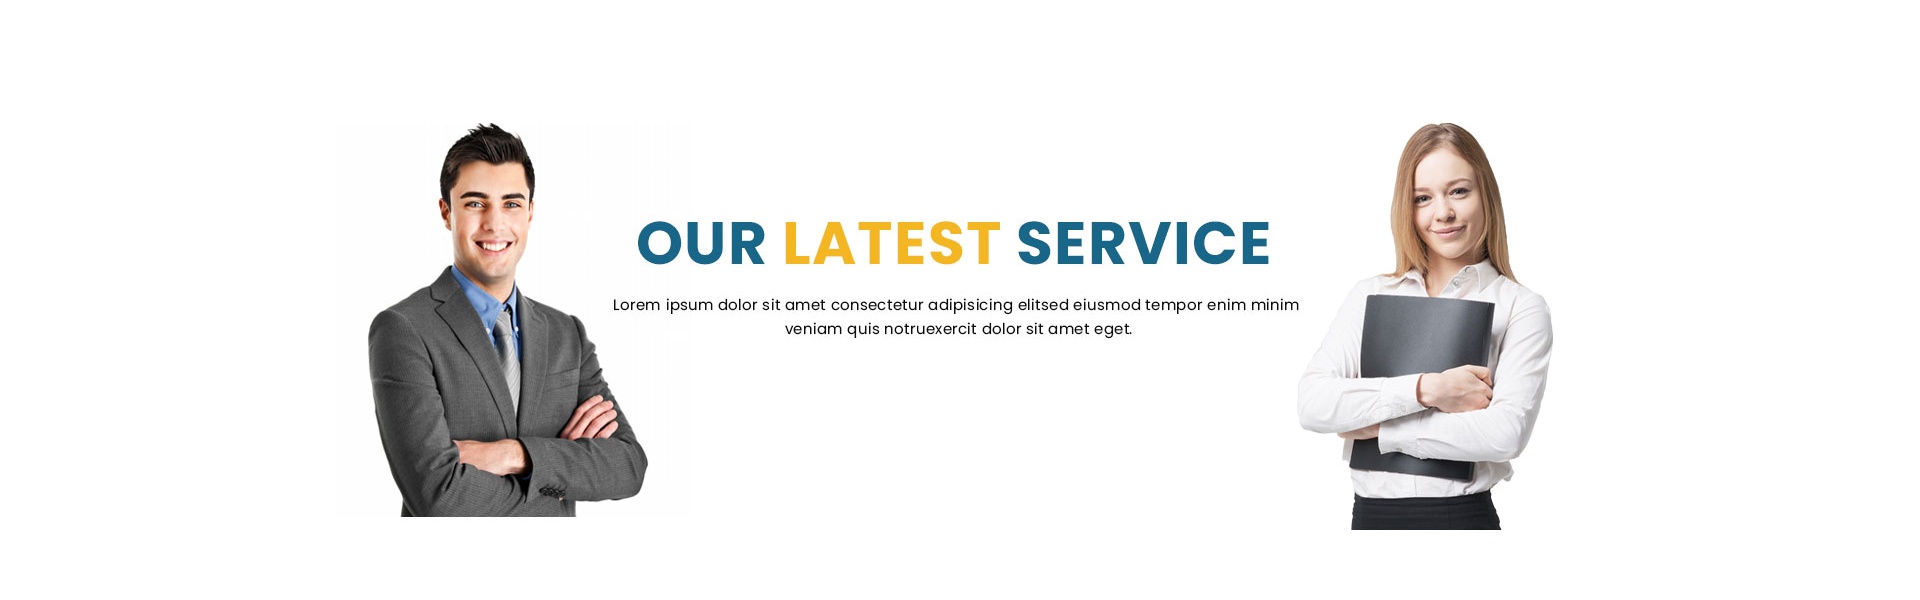 OUR LATEST SERVICE
Lorem ipsum dolor sit amet consectetur adipisicing elitsed eiusmod tempor enim minim
veniam quis notruexercit dolor sit amet eget.